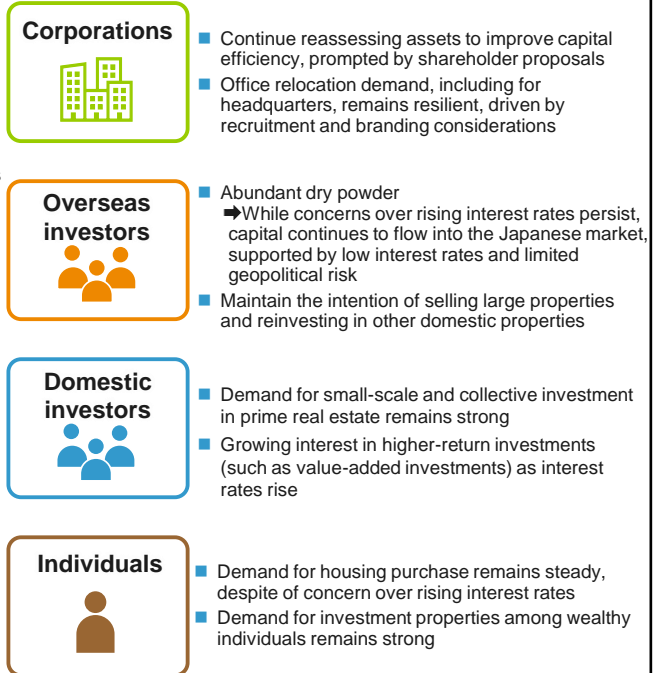 Corporations
■ Continue reassessing assets to improve capital
efficiency, prompted by shareholder proposals
■ Office relocation demand, including for
headquarters, remains resilient, driven by
recruitment and branding considerations
Overseas
investors
■ Abundant dry powder
➡While concerns over rising interest rates persist,
capital continues to flow into the Japanese market,
supported by low interest rates and limited
geopolitical risk
■ Maintain the intention of selling large properties
and reinvesting in other domestic properties
Domestic
investors
■ Demand for small-scale and collective investment
in prime real estate remains strong
■ Growing interest in higher-return investments
(such as value-added investments) as interest
rates rise
Individuals
■ Demand for housing purchase remains steady,
despite of concern over rising interest rates
■ Demand for investment properties among wealthy
individuals remains strong